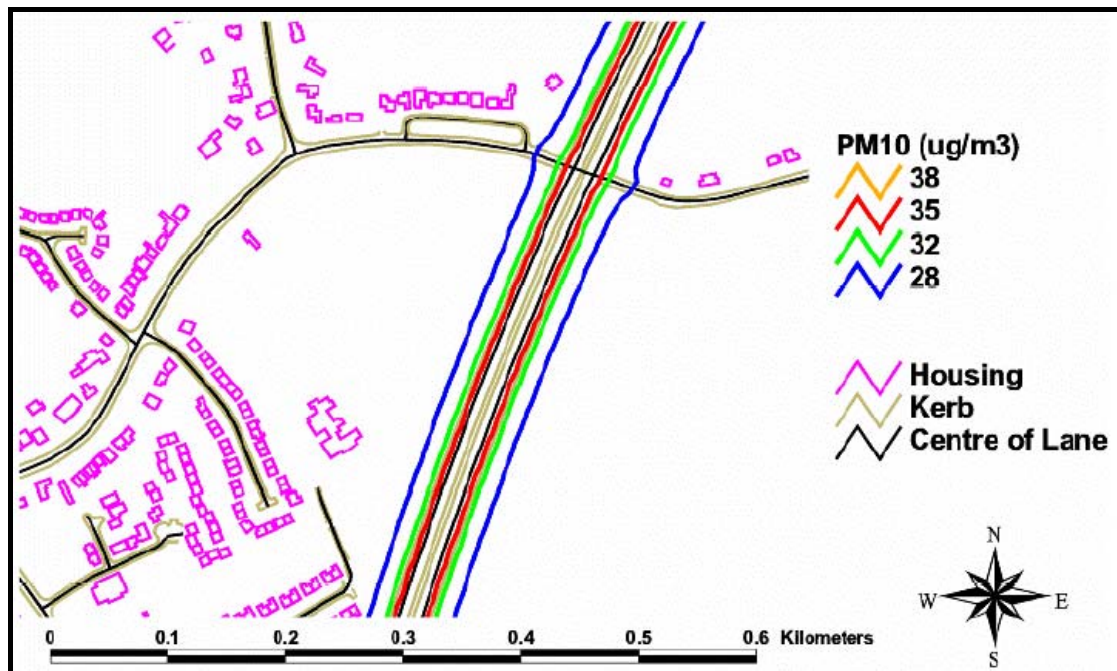 PM10 (ug/m3)
38
35
32
28
Housing
Kerb
Centre of Lane
N
W E
S
0 0.1 0.2 0.3 0.4 0.5 0.6 Kilometers